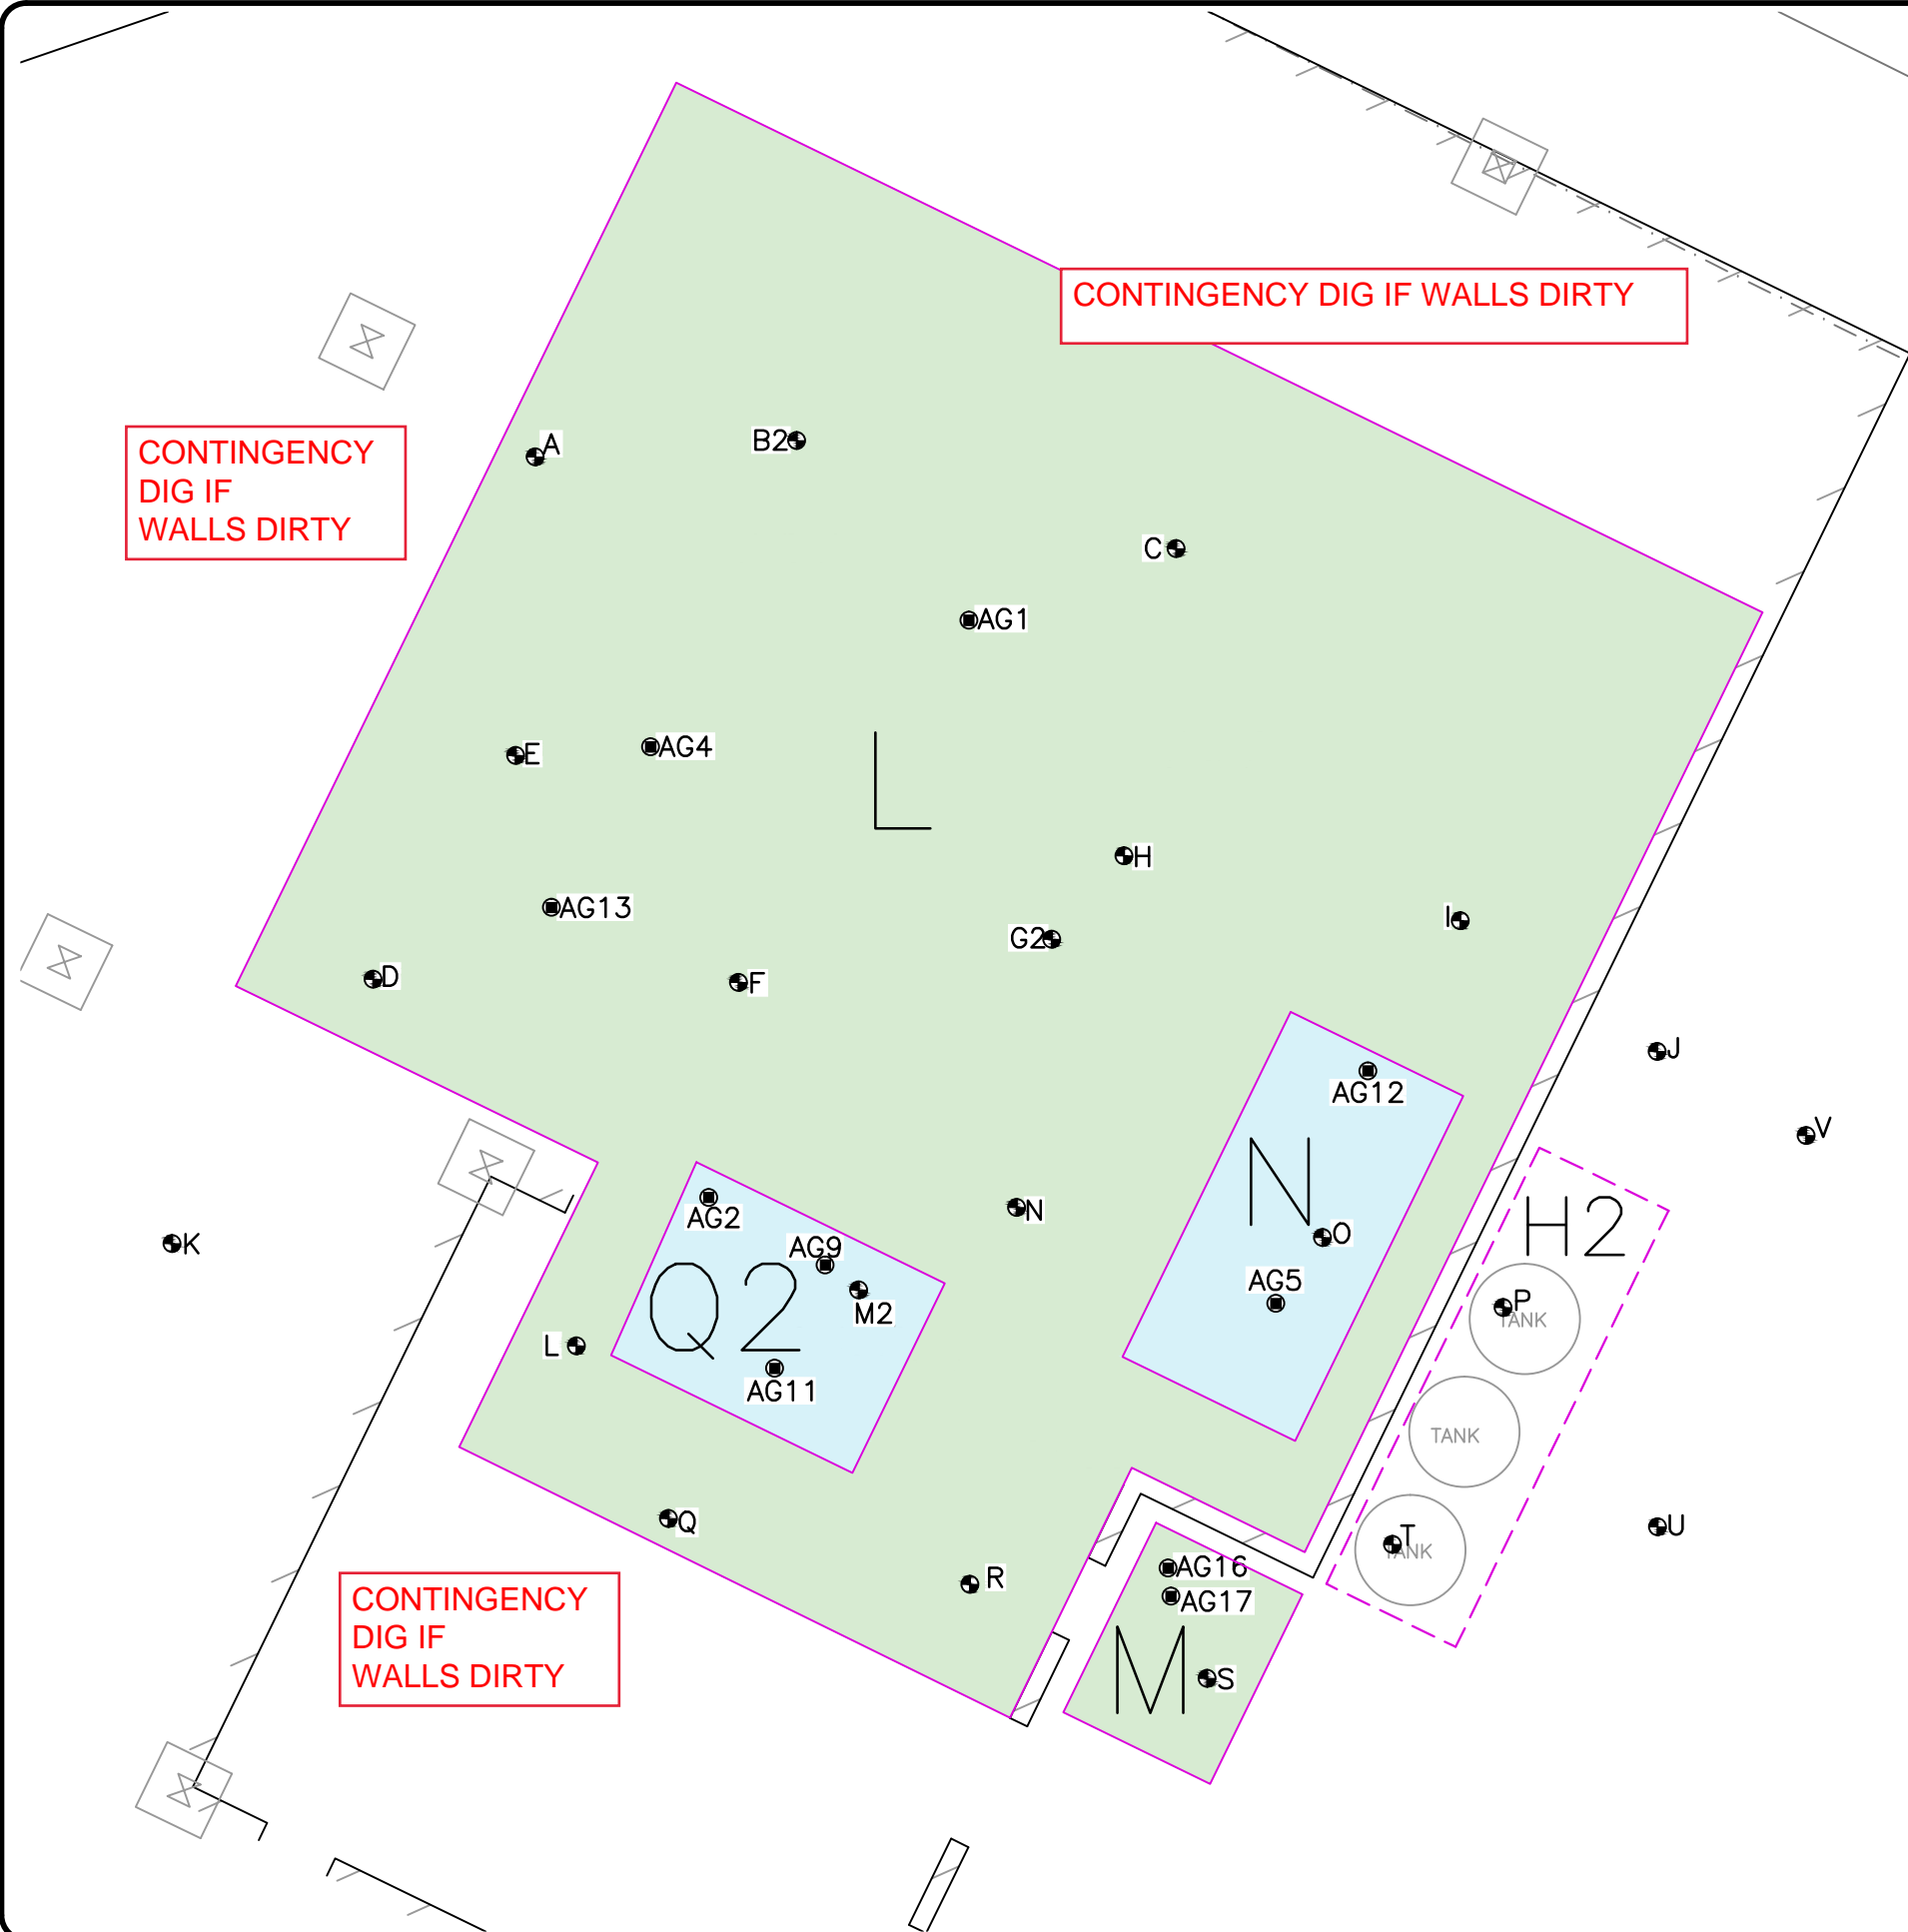 CONTINGENCY DIG IF WALLS DIRTY
CONTINGENCY
DIG IF
WALLS DIRTY
A
B2
C
AG1
E
AG4
L
H
AG13
G2
I
D
F
J
AG12
V
N
AG2
N
H2
K
AG9
O
Q2
M2
AG5
P
TANK
L
AG11
TANK
Q
T
TANK
U
R
AG16
AG17
CONTINGENCY
DIG IF
WALLS DIRTY
M
S